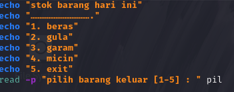 echo "stok barang hari ini"
echo "…………………………."
echo "1. beras"
echo "2. gula"
echo "3. garam"
echo "4. micin"
echo "5. exit"
read -p "pilih barang keluar [1-5] : " pil